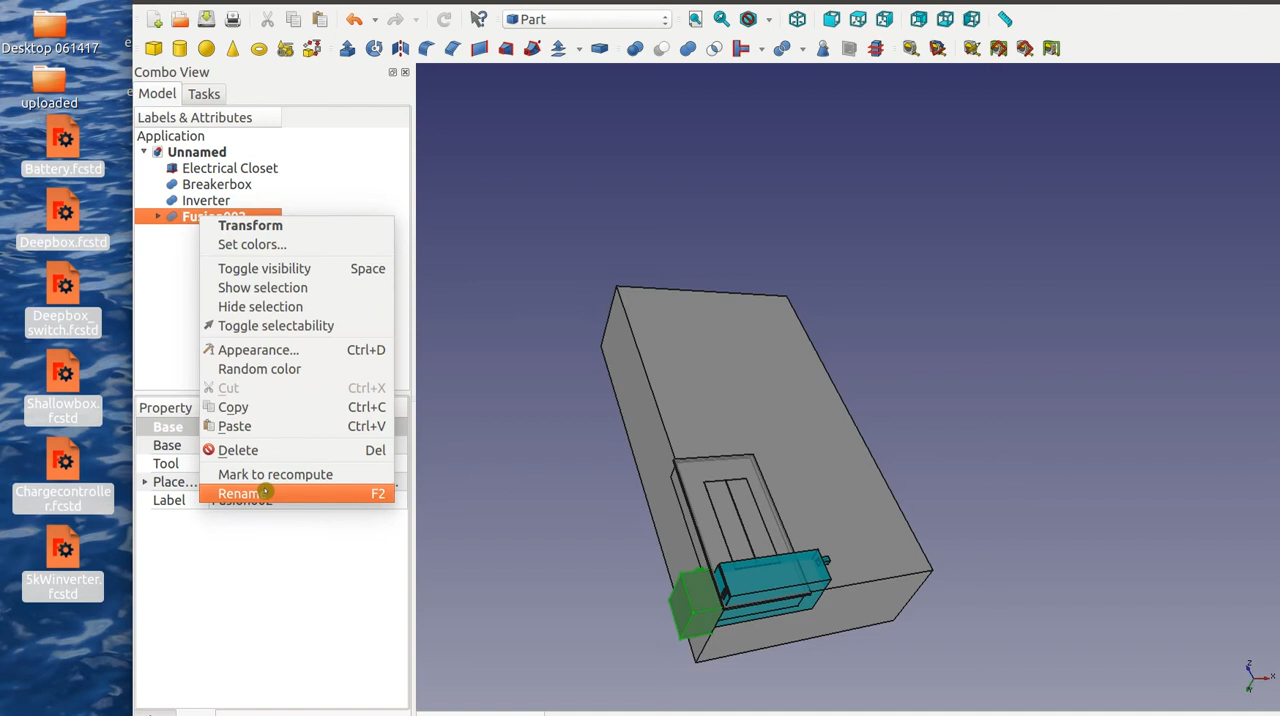 Desktop 061417
uploaded
Battery.fcstd
Deepbox.fcstd
Deepbox_
switch.fcstd
Shallowbox.
fcstd
Chargecontrolle
r.fcstd
5kWinverter.
fcstd
Part
Combo View
Model
Tasks
Labels & Attributes
Application
Unnamed
Electrical Closet
Breakerbox
Inverter
Fusion002
Transform
Set colors...
Toggle visibility Space
Show selection
Hide selection
Toggle selectability
Appearance... Ctrl+D
Random color
Cut Ctrl+X
Copy Ctrl+C
Paste Ctrl+V
Delete Del
Mark to recompute
Rename F2
Property
Base
Base
Tool
Place...
Label Fusion002
Z
X
Y